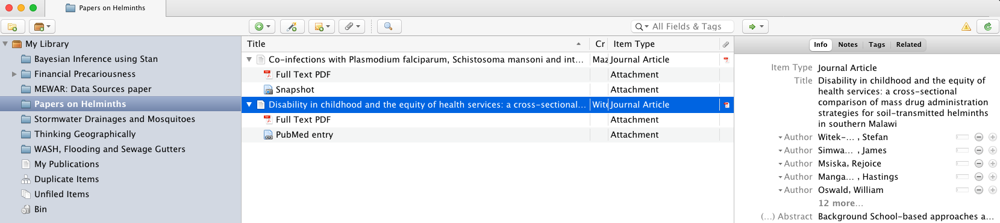 Papers on Helminths
All Fields & Tags
My Library
Bayesian Inference using Stan
Financial Precariousness
MEWAR: Data Sources paper
Papers on Helminths
Stormwater Drainages and Mosquitoes
Thinking Geographically
WASH, Flooding and Sewage Gutters
My Publications
Duplicate Items
Unfiled Items
Bin
Title Cr Item Type
Co-infections with Plasmodium falciparum, Schistosoma mansoni and int... Maz Journal Article
Full Text PDF Attachment
Snapshot Attachment
Disability in childhood and the equity of health services: a cross-sectional... Wite Journal Article
Full Text PDF Attachment
PubMed entry Attachment
Info Notes Tags Related
Item Type Journal Article
Title Disability in childhood and the equity of
health services: a cross-sectional
comparison of mass drug administration
strategies for soil-transmitted helminths
in southern Malawi
Author Witek-... , Stefan
Author Simwa... , James
Author Msiska, Rejoice
Author Manga... , Hastings
Author Oswald, William
12 more...
(...) Abstract Background School-based approaches a...